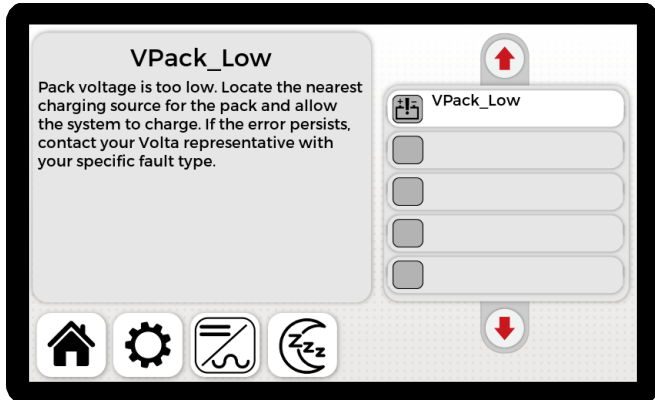 VPack_Low
Pack voltage is too low. Locate the nearest
charging source for the pack and allow
the system to charge. If the error persists,
contact your Volta representative with
your specific fault type.
VPack_Low
zzz